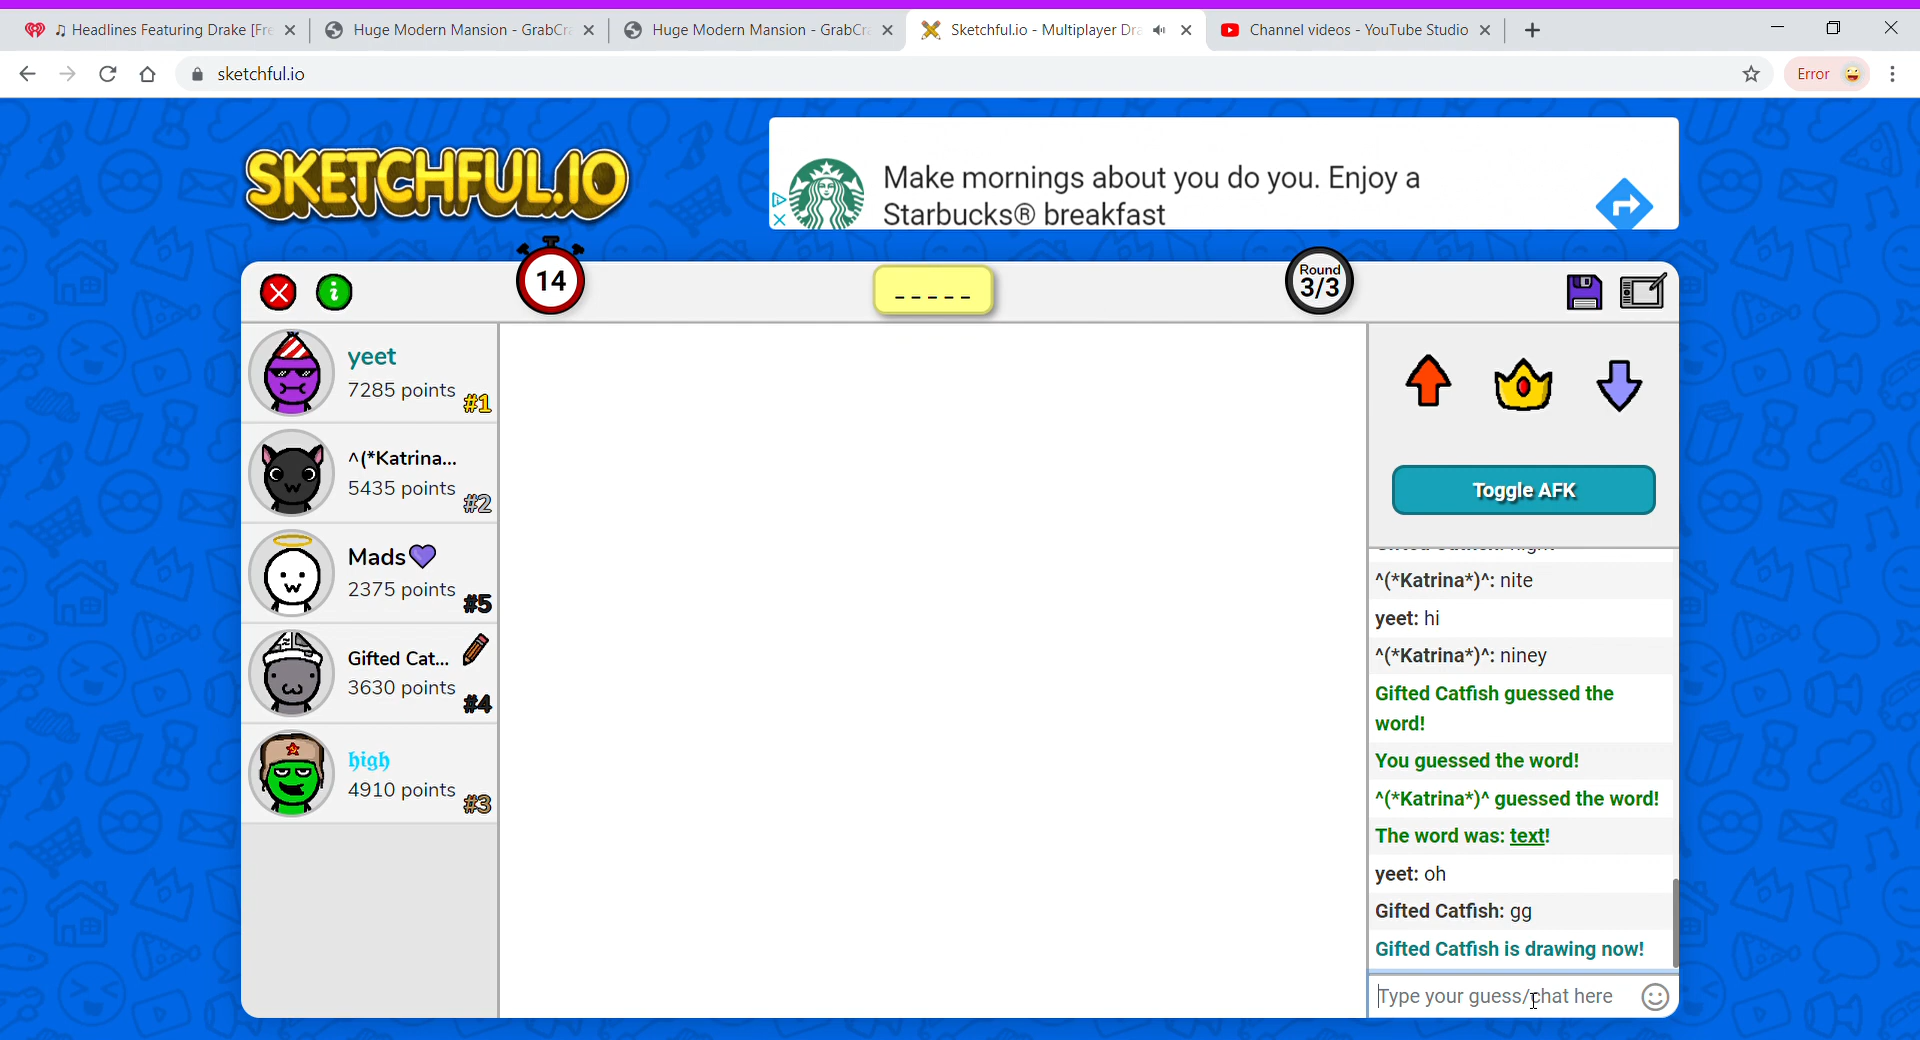 ♫ Headlines Featuring Drake [Fre
Huge Modern Mansion - GrabCra
Huge Modern Mansion - GrabCra
Sketchful.io - Multiplayer Dra
Channel videos - YouTube Studio
sketchful.io
Error
SKETCHFUL.IO
Make mornings about you do you. Enjoy a
Starbucks® breakfast
14
_ _ _ _ _
Round
3/3
yeet
7285 points
#1
^(*Katrina...
5435 points
#2
Mads💜
2375 points
#5
Gifted Cat...
3630 points
#4
𝖍𝖎𝖌𝖍
4910 points
#3
Toggle AFK
^(*Katrina*)^: nite
yeet: hi
^(*Katrina*)^: niney
Gifted Catfish guessed the
word!
You guessed the word!
^(*Katrina*)^ guessed the word!
The word was: text!
yeet: oh
Gifted Catfish: gg
Gifted Catfish is drawing now!
Type your guess/chat here